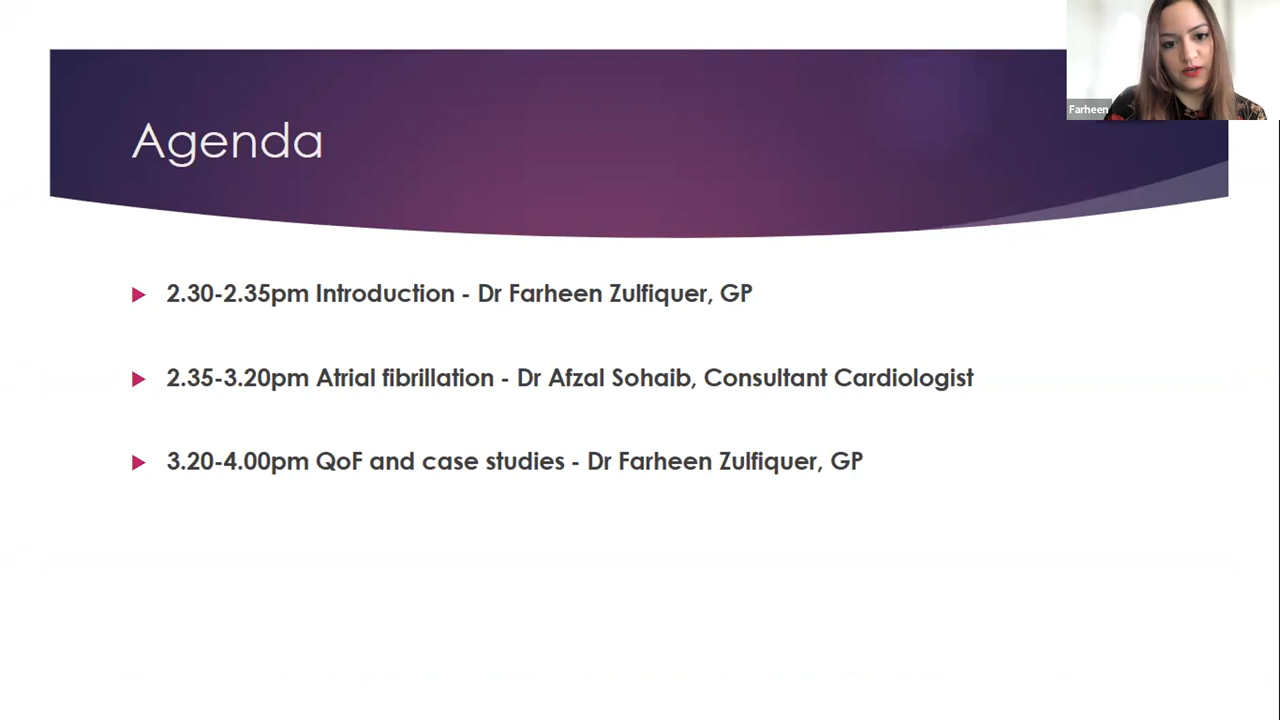 Farheen
Agenda
2.30-2.35pm Introduction - Dr Farheen Zulfiquer, GP
2.35-3.20pm Atrial fibrillation - Dr Afzal Sohaib, Consultant Cardiologist
3.20-4.00pm QoF and case studies - Dr Farheen Zulfiquer, GP